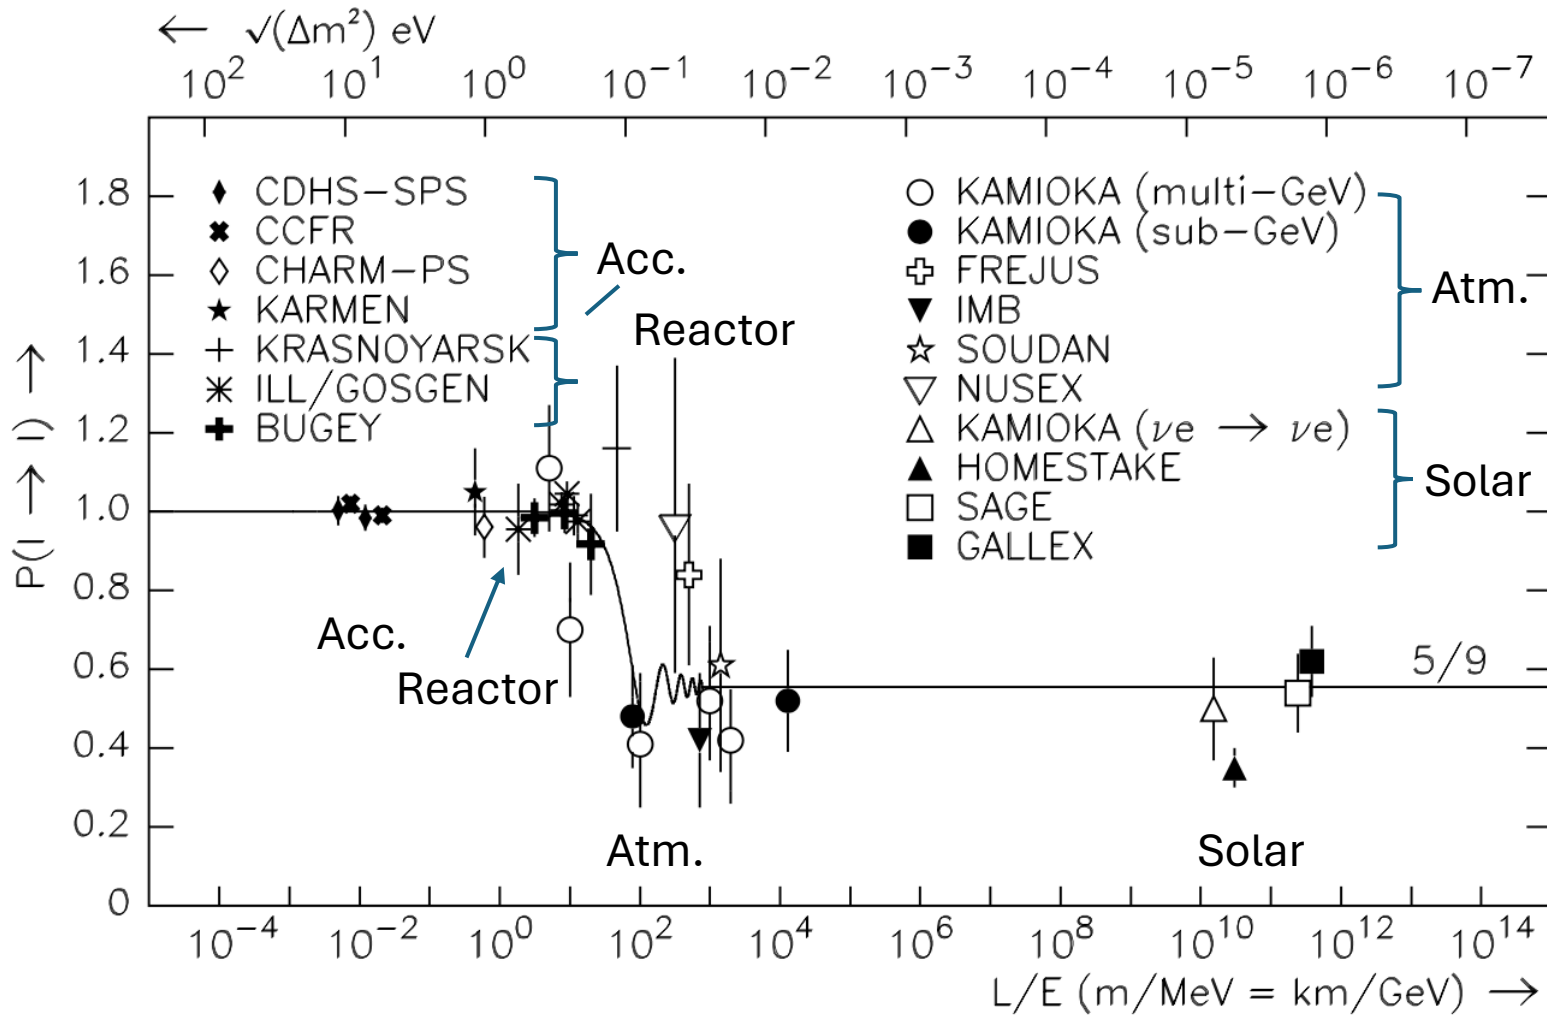 ← √(Δm²) eV
10² 10¹ 10⁰ 10⁻¹ 10⁻² 10⁻³ 10⁻⁴ 10⁻⁵ 10⁻⁶ 10⁻⁷
P(l → l) →
1.8
1.6
1.4
1.2
1.0
0.8
0.6
0.4
0.2
0
CDHS-SPS
CCFR
CHARM-PS
KARMEN
KRASNOYARSK
ILL/GOSGEN
BUGEY
Acc.
Reactor
KAMIOKA (multi-GeV)
KAMIOKA (sub-GeV)
FREJUS
IMB
SOUDAN
NUSEX
KAMIOKA (νe → νe)
HOMESTAKE
SAGE
GALLEX
Atm.
Solar
Acc.
Reactor
5/9
Atm.
Solar
10⁻⁴ 10⁻² 10⁰ 10² 10⁴ 10⁶ 10⁸ 10¹⁰ 10¹² 10¹⁴
L/E (m/MeV = km/GeV) →